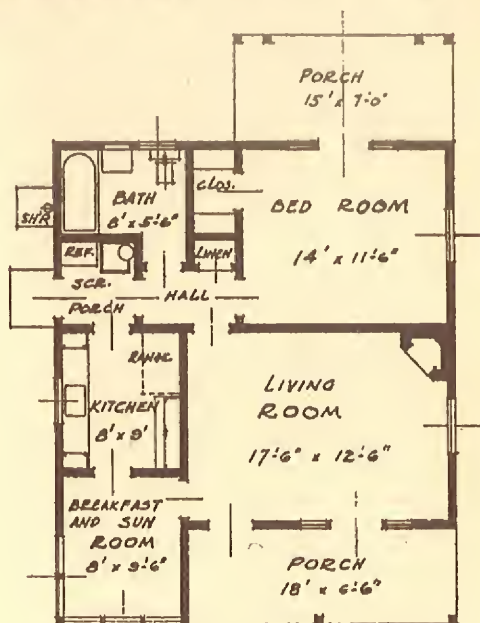 PORCH
15' x 7'-0"
BATH
8' x 5'-6"
CLOS.
BED ROOM
14' x 11'-6"
SHR.
REF.
LINEN
SCR.
PORCH
HALL
RANGE
KITCHEN
8' x 9'
LIVING
ROOM
17'-6" x 12'-6"
BREAKFAST
AND SUN
ROOM
8' x 9'-6"
PORCH
18' x 6'-6"